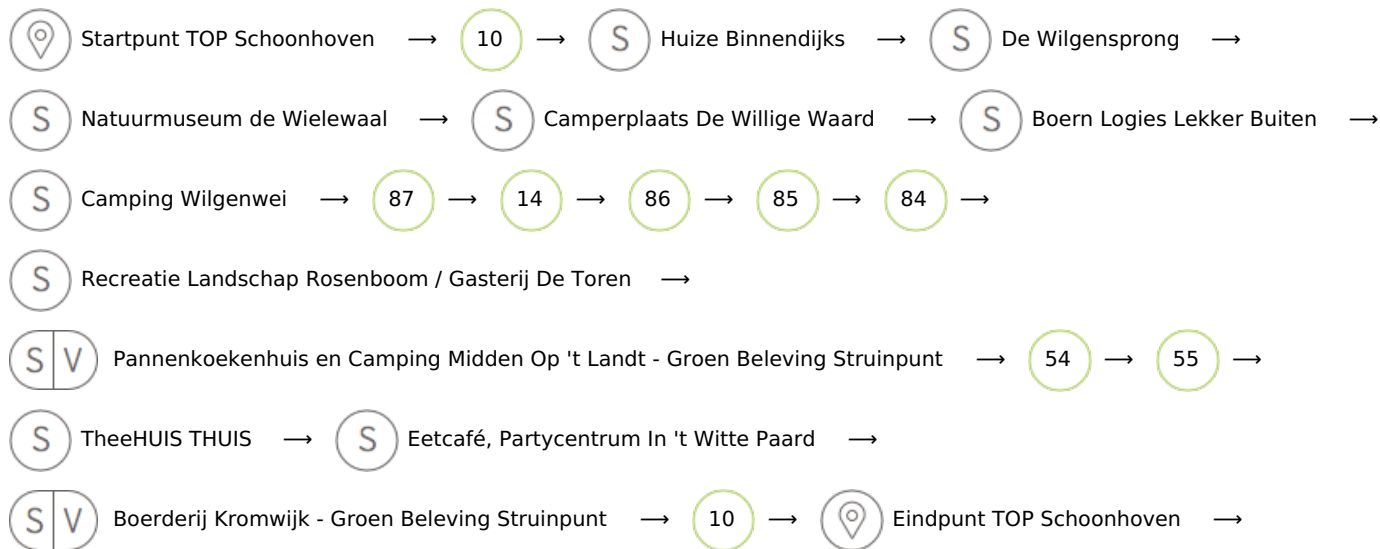 Startpunt TOP Schoonhoven → 10 → S Huize Binnendijks → S De Wilgensprong →
S Natuurmuseum de Wielewaal → S Camperplaats De Willige Waard → S Boern Logies Lekker Buiten →
S Camping Wilgenwei → 87 → 14 → 86 → 85 → 84 →
S Recreatie Landschap Rosenboom / Gasterij De Toren →
S V Pannenkoekenhuis en Camping Midden Op 't Landt - Groen Beleving Struinpunt → 54 → 55 →
S TheeHUIS THUIS → S Eetcafé, Partycentrum In 't Witte Paard →
S V Boerderij Kromwijk - Groen Beleving Struinpunt → 10 → Eindpunt TOP Schoonhoven →